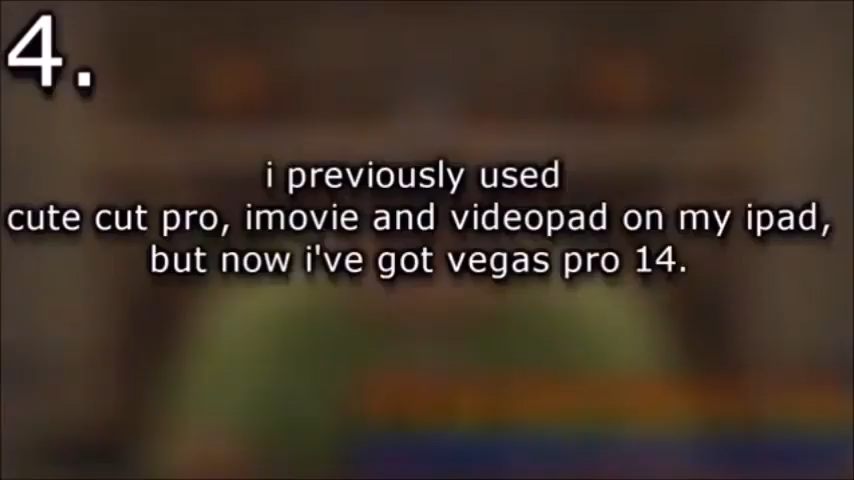 4.
i previously used
cute cut pro, imovie and videopad on my ipad,
but now i've got vegas pro 14.